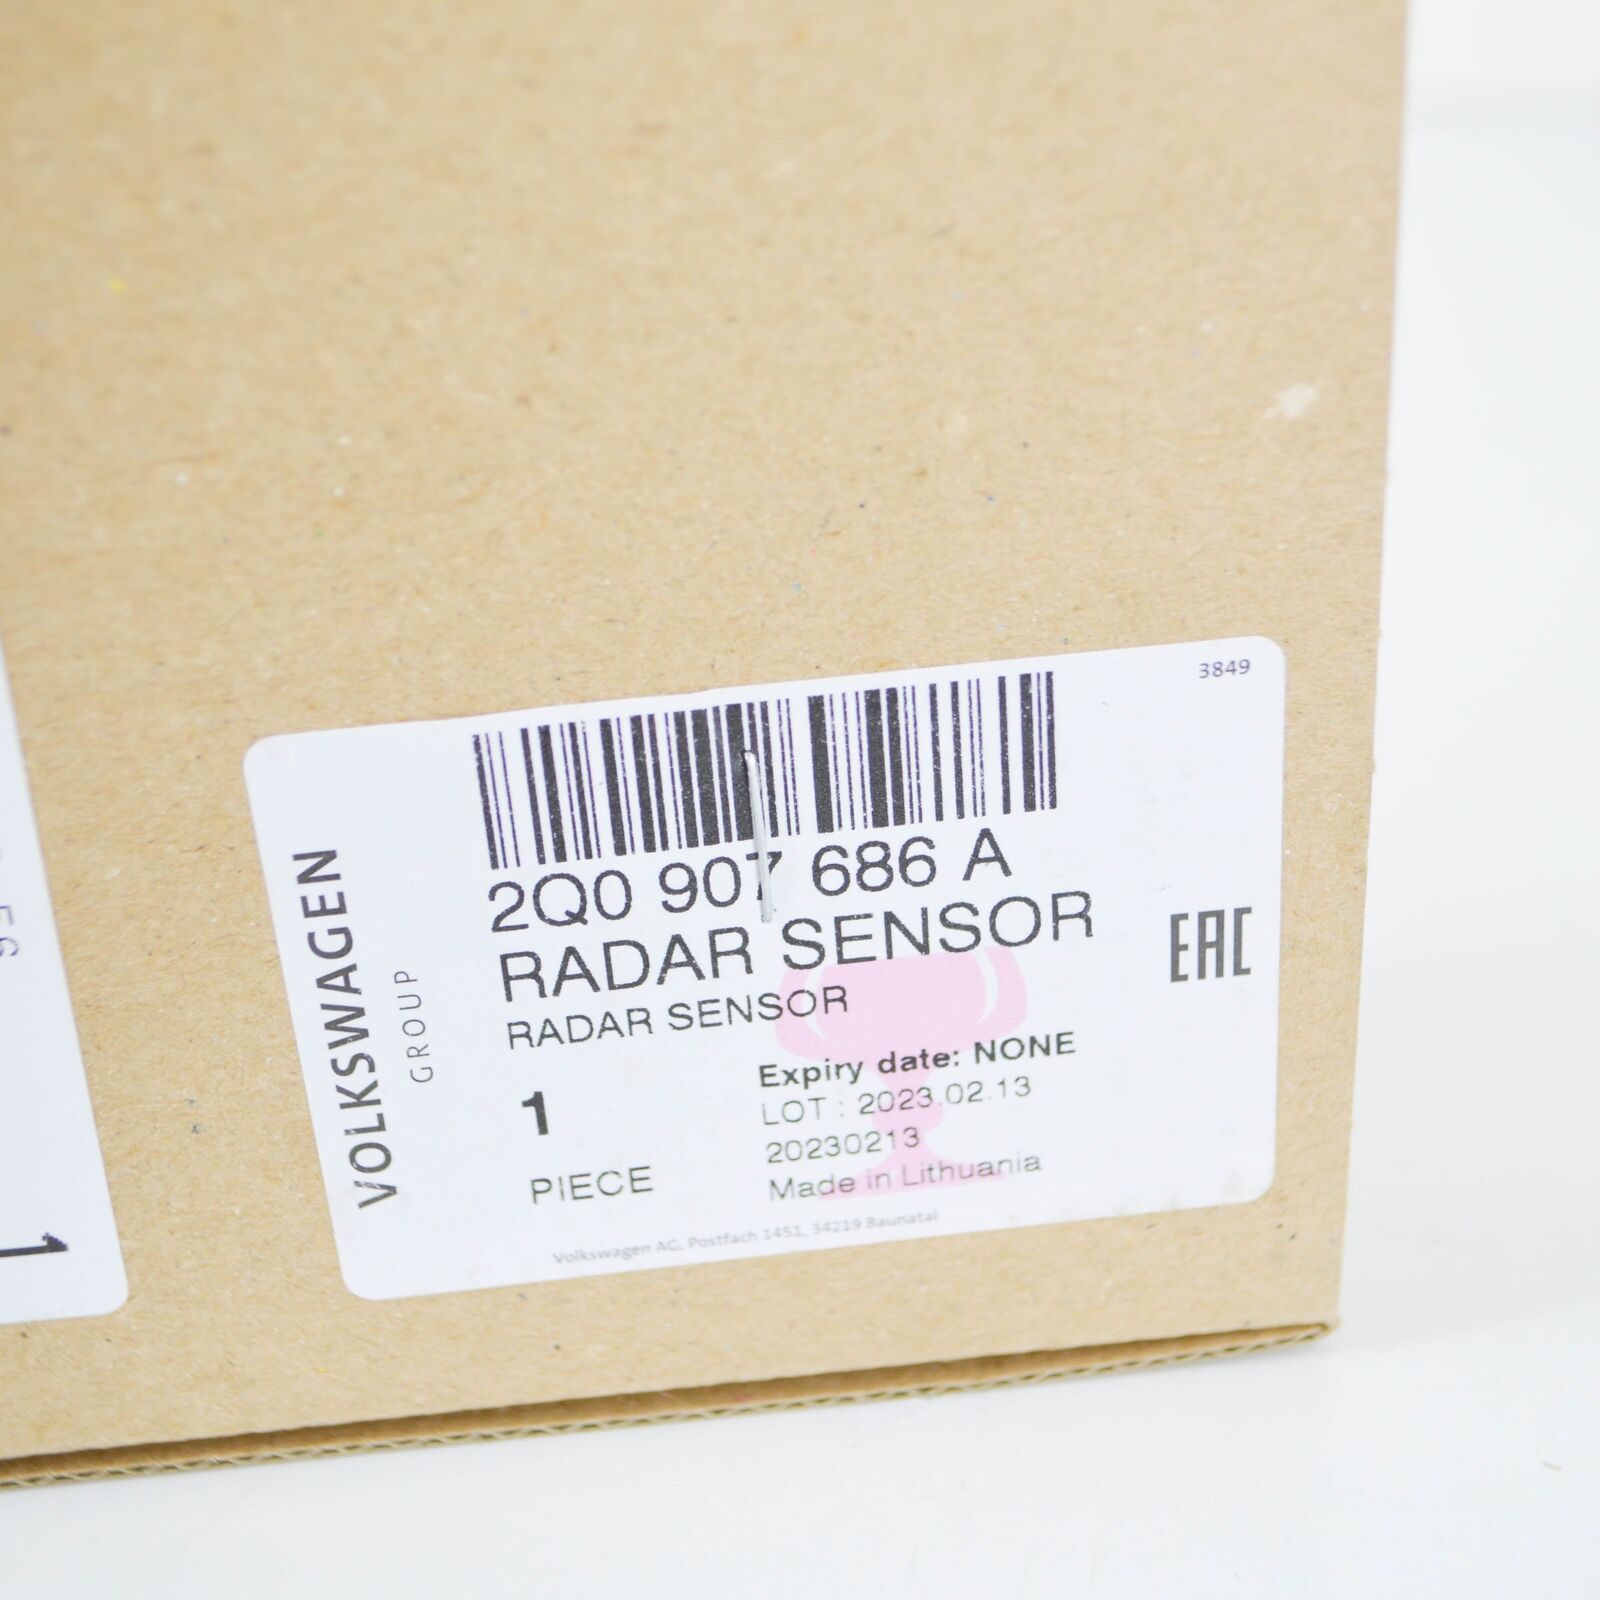 3849
VOLKSWAGEN
GROUP
2Q0 907 686 A
RADAR SENSOR
RADAR SENSOR
EAC
1
PIECE
Expiry date: NONE
LOT : 2023.02.13
20230213
Made in Lithuania
Volkswagen AG, Postfach 1451, 34219 Baunatal
1